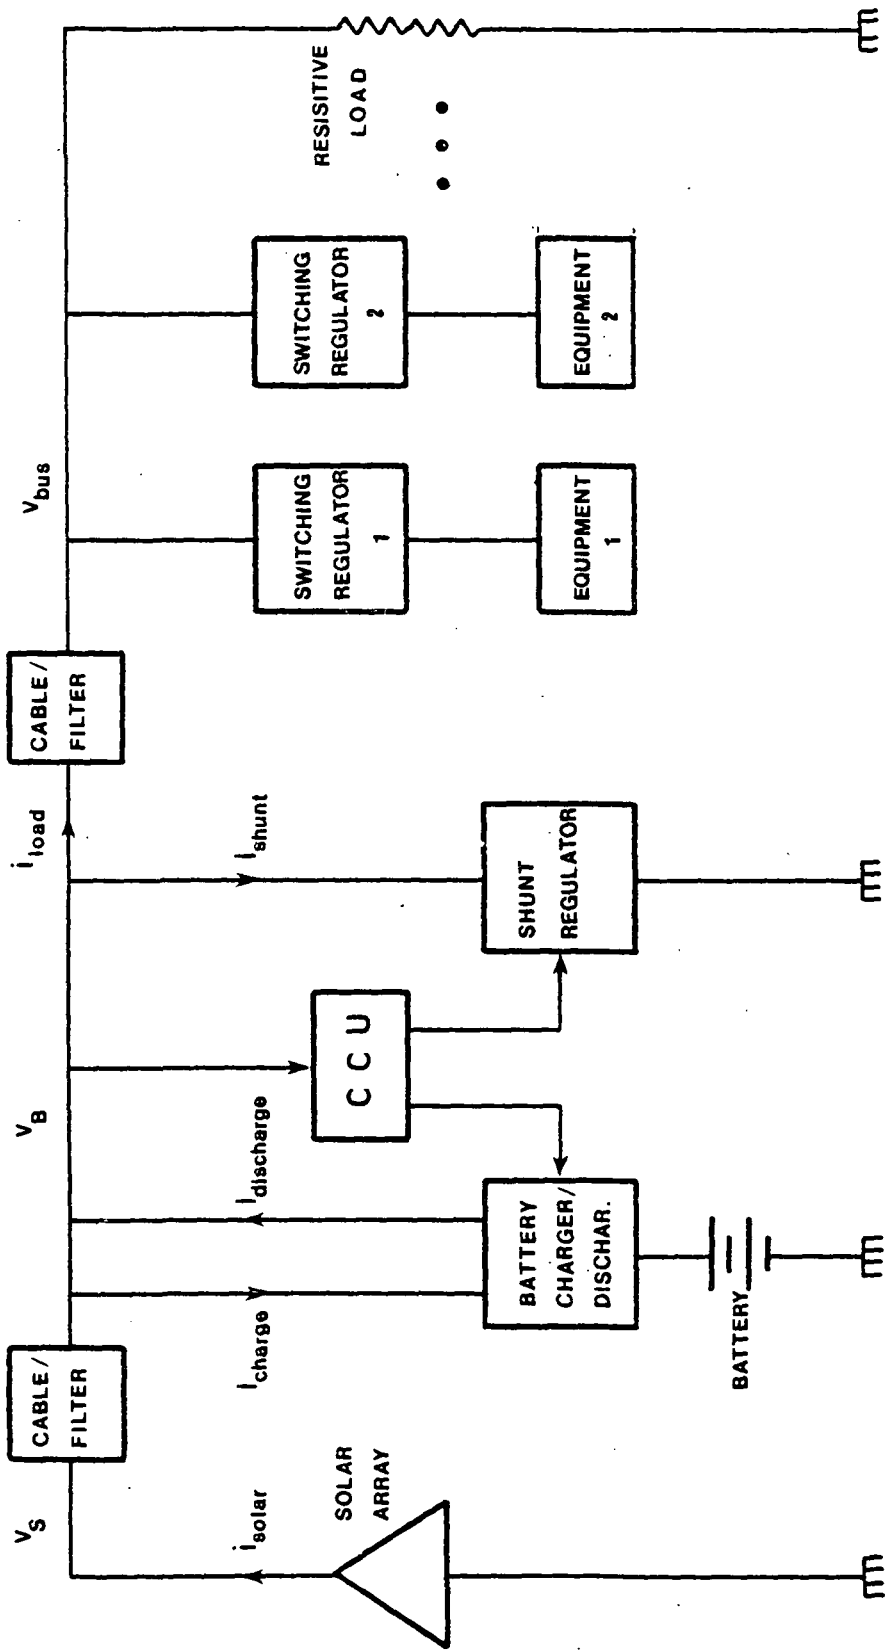 V_S
i_solar
SOLAR
ARRAY
CABLE/
FILTER
i_charge
i_discharge
BATTERY
CHARGER/
DISCHAR.
BATTERY
V_B
C C U
i_shunt
SHUNT
REGULATOR
i_load
CABLE/
FILTER
V_bus
SWITCHING
REGULATOR
1
EQUIPMENT
1
SWITCHING
REGULATOR
2
EQUIPMENT
2
RESISITIVE
LOAD